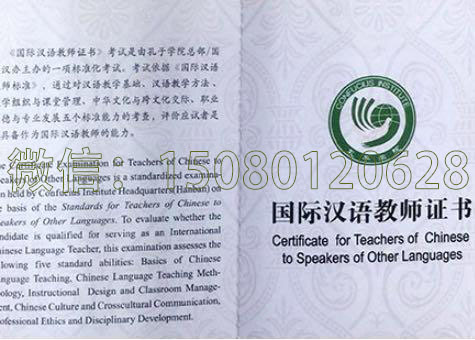 《国际汉语教师证书》考试是由孔子学院总部/国
汉办主办的一项标准化考试。考试依据《国际汉语
师标准》，通过对汉语教学基础、汉语教学方法、
学组织与课堂管理、中华文化与跨文化交际、职业
德与专业发展五个标准能力的考查，评价应试者是
具备作为国际汉语教师的能力。
Certificate Examination for Teachers of Chinese to
Speakers of Other Languages is a standardized examina-
held by Confucius Institute Headquarters(Hanban) on
basis of the Standards for Teachers of Chinese to
Speakers of Other Languages. To evaluate whether the
candidate is qualified for serving as an International
Chinese Language Teacher, this examination assesses the
following five standard abilities: Basics of Chinese
Language Teaching, Chinese Language Teaching Meth-
ology, Instructional Design and Classroom Manage-
ent, Chinese Culture and Crosscultural Communication,
rofessional Ethics and Disciplinary Development.
微信 15080120628
CONFUCIUS INSTITUTE
国际汉语教师证书
Certificate for Teachers of Chinese
to Speakers of Other Languages